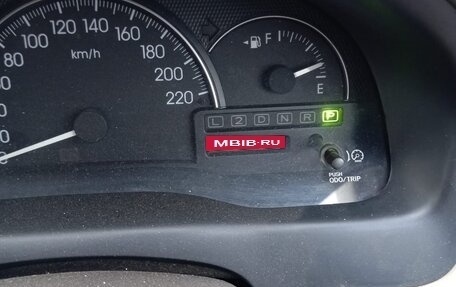 80 100 120 140 160 180 200 220
km/h
F
E
L 2 D N R P
MBIB·RU
PUSH
ODO/TRIP